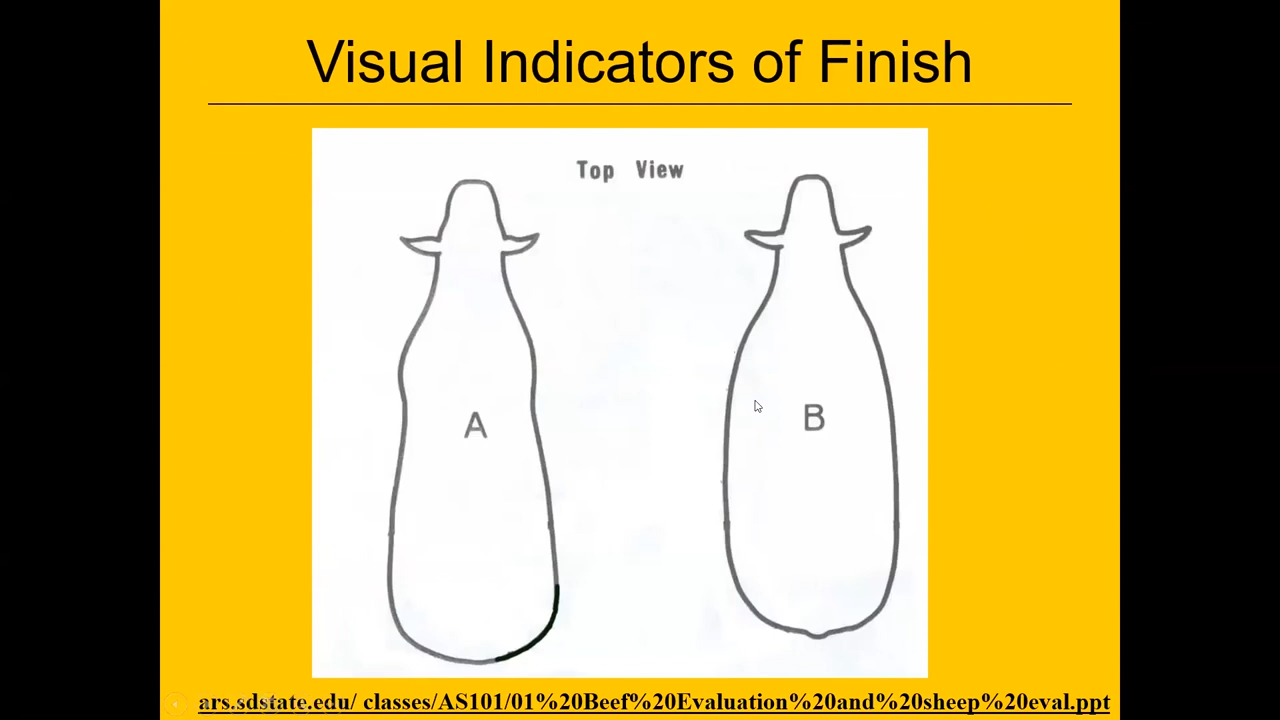 Visual Indicators of Finish
Top View
A
B
ars.sdstate.edu/ classes/AS101/01%20Beef%20Evaluation%20and%20sheep%20eval.ppt